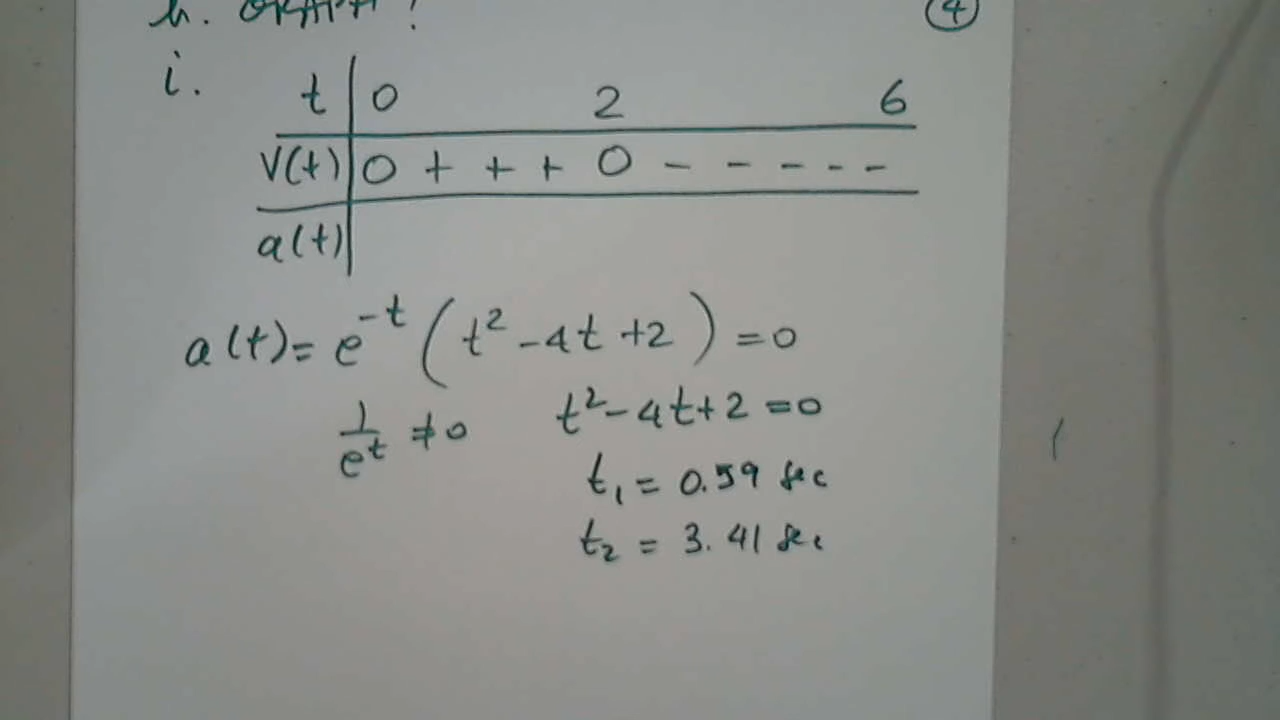 h. GRAPH!
④
i.
t | 0 2 6
V(t) | 0 + + + 0 - - - - -
a(t) |
a(t) = e^{-t} (t² - 4t + 2) = 0
1/e^t ≠ 0 t² - 4t + 2 = 0
t₁ = 0.59 sec
t₂ = 3.41 sec